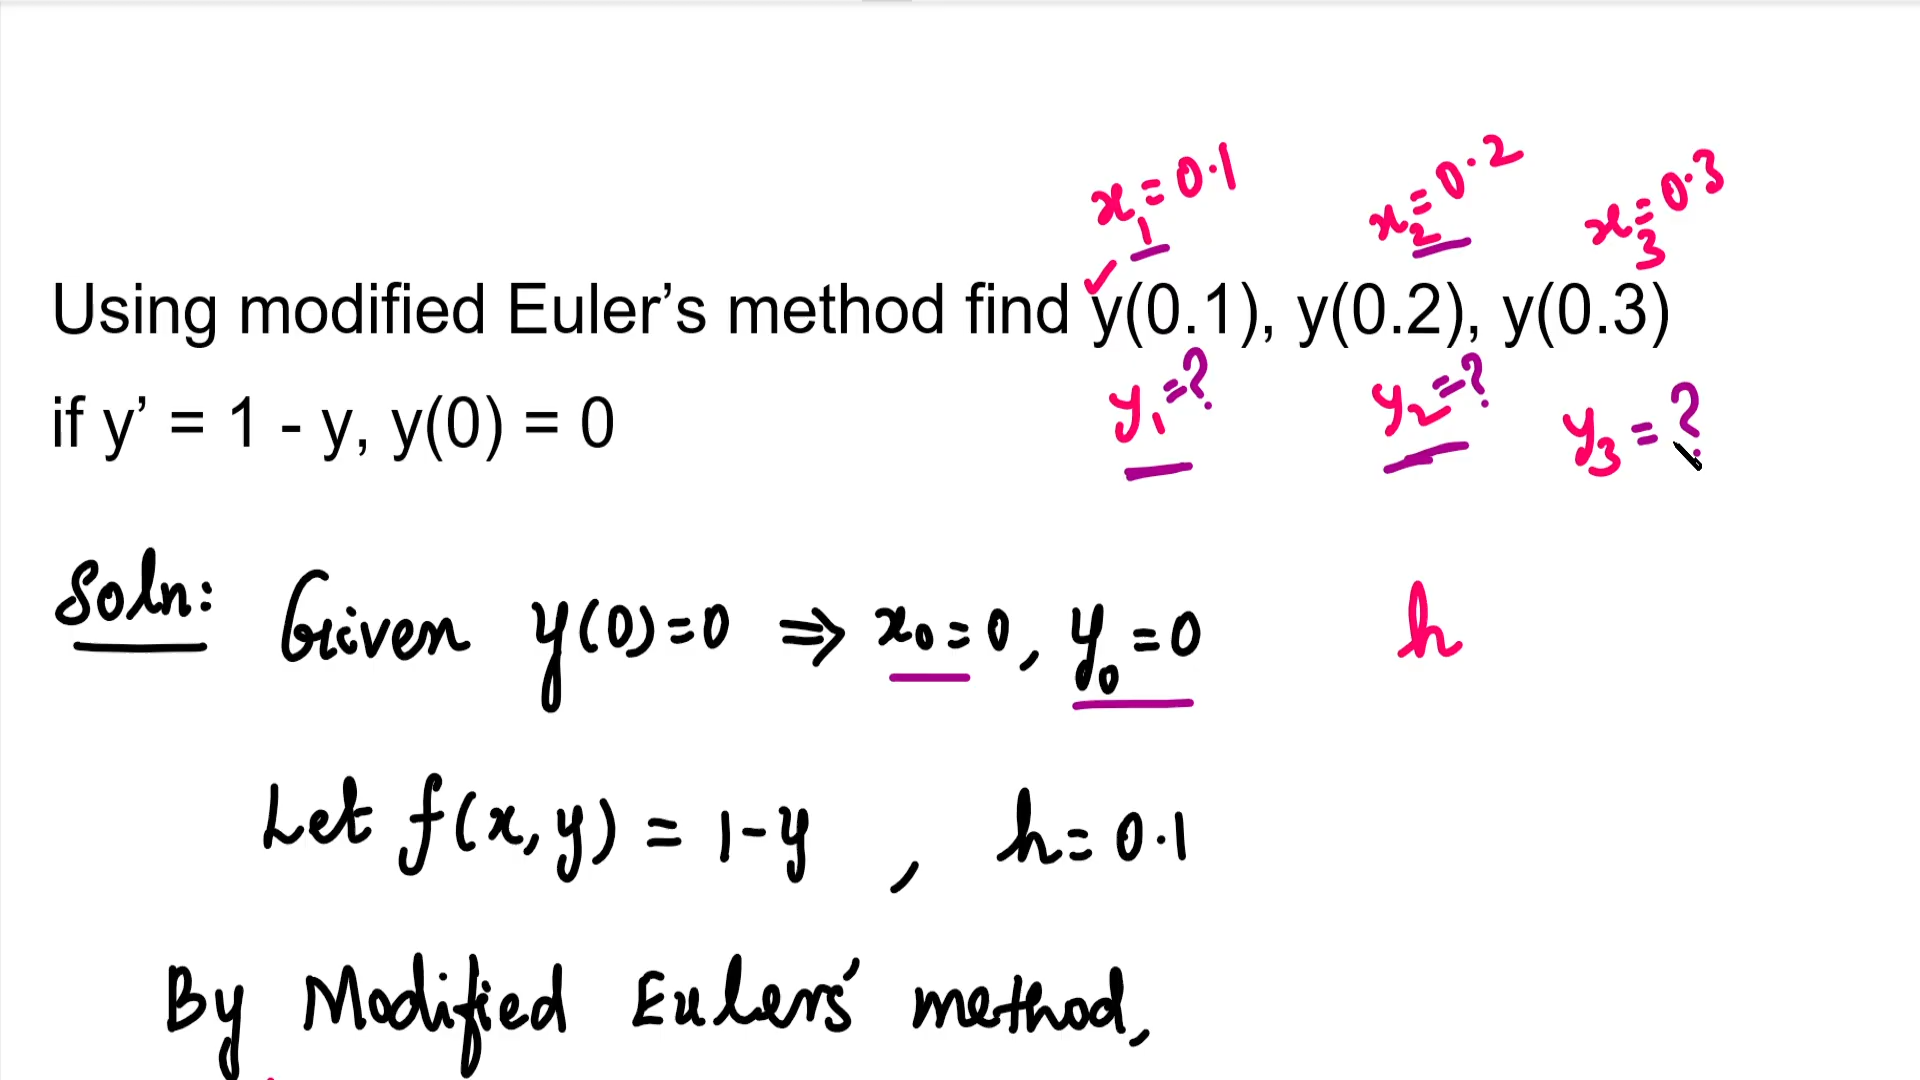 x₁=0.1 x₂=0.2 x₃=0.3
Using modified Euler’s method find y(0.1), y(0.2), y(0.3)
y₁=? y₂=? y₃=?
if y’ = 1 - y, y(0) = 0
Soln: Given y(0)=0 ⇒ x₀=0, y₀=0 h
Let f(x,y) = 1-y , h=0.1
By Modified Eulers' method,